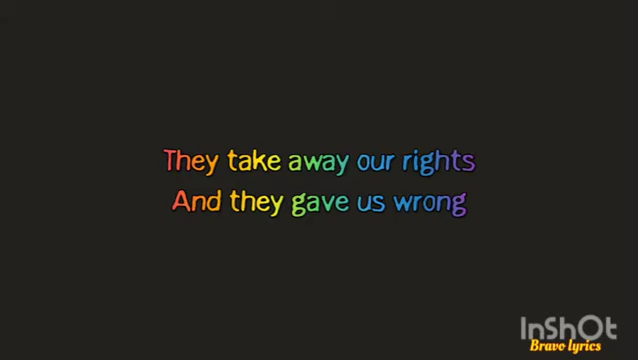 They take away our rights
And they gave us wrong
InShOt
Bravo lyrics